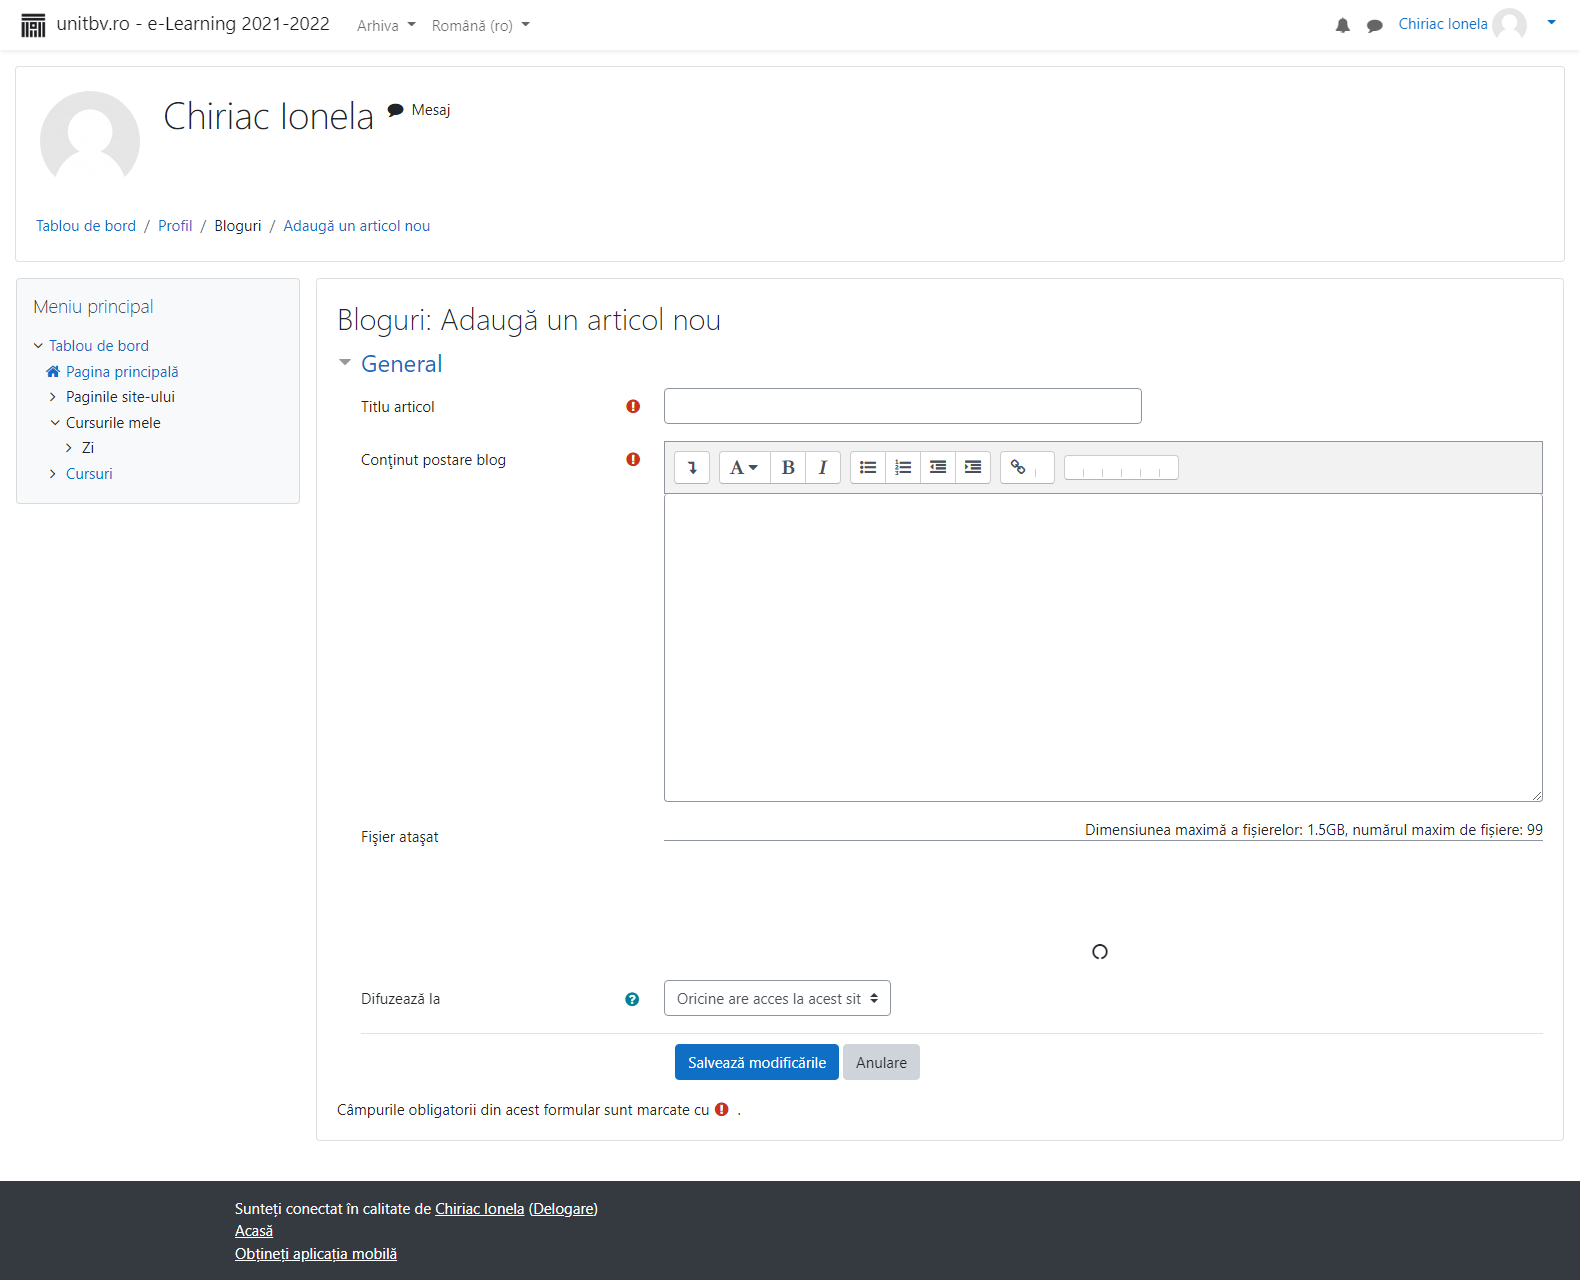 unitbv.ro - e-Learning 2021-2022 Arhiva Română (ro) Chiriac Ionela
Chiriac Ionela Mesaj
Tablou de bord / Profil / Bloguri / Adaugă un articol nou
Meniu principal
Tablou de bord
Pagina principală
Paginile site-ului
Cursurile mele
Zi
Cursuri
Bloguri: Adaugă un articol nou
General
Titlu articol
Conţinut postare blog
A B I
Fişier ataşat
Dimensiunea maximă a fișierelor: 1.5GB, numărul maxim de fișiere: 99
Difuzează la
Oricine are acces la acest sit
Salvează modificările Anulare
Câmpurile obligatorii din acest formular sunt marcate cu .
Sunteți conectat în calitate de Chiriac Ionela (Delogare)
Acasă
Obțineți aplicația mobilă